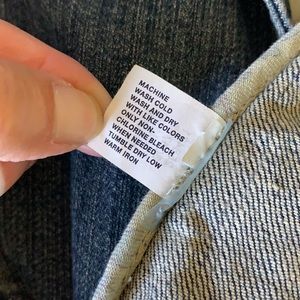 MACHINE
WASH COLD
WASH AND DRY
WITH LIKE COLORS
ONLY NON-
CHLORINE BLEACH
WHEN NEEDED
TUMBLE DRY LOW
WARM IRON